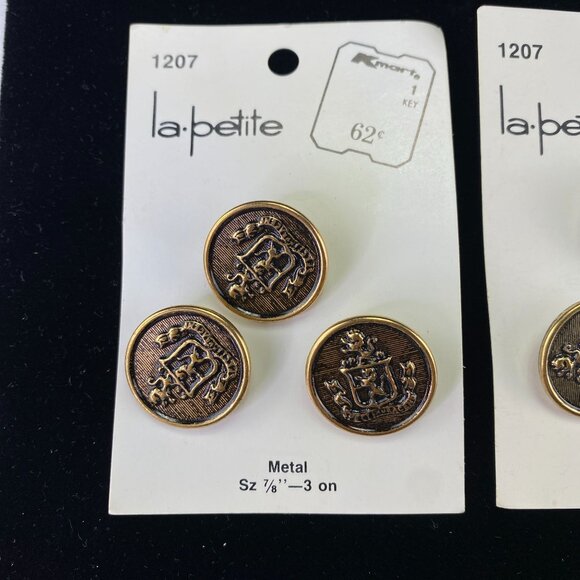 1207
la·petite
Kmart®
1
KEY
62¢
Metal
Sz 7/8''—3 on
1207
la·pe